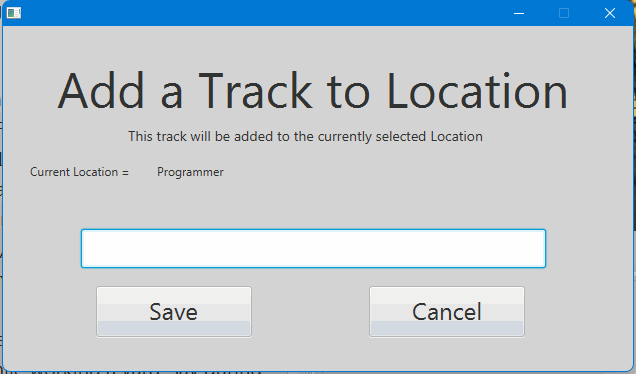 Add a Track to Location
This track will be added to the currently selected Location
Current Location = Programmer
Save Cancel